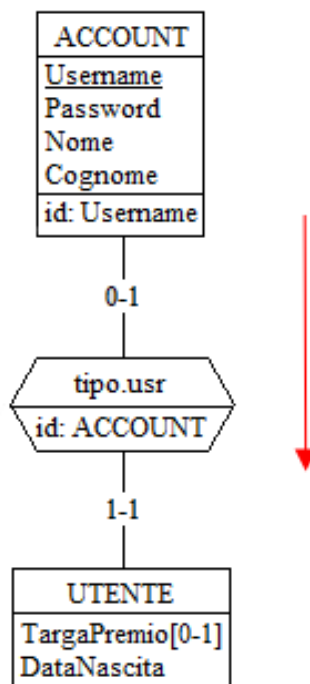 ACCOUNT
Username
Password
Nome
Cognome
id: Username
0-1
tipo.usr
id: ACCOUNT
1-1
UTENTE
TargaPremio[0-1]
DataNascita